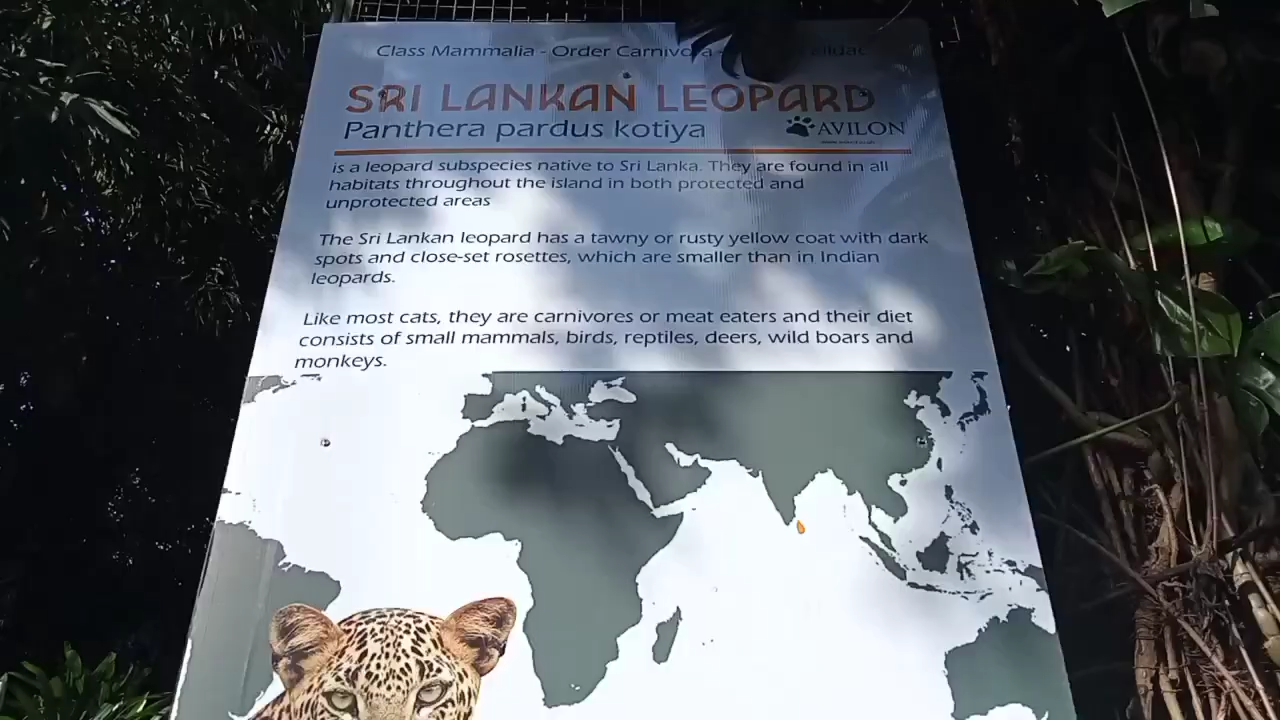 Class Mammalia - Order Carnivora -
SRI LANKAN LEOPARD
Panthera pardus kotiya
AVILON
is a leopard subspecies native to Sri Lanka. They are found in all
habitats throughout the island in both protected and
unprotected areas
The Sri Lankan leopard has a tawny or rusty yellow coat with dark
spots and close-set rosettes, which are smaller than in Indian
leopards.
Like most cats, they are carnivores or meat eaters and their diet
consists of small mammals, birds, reptiles, deers, wild boars and
monkeys.